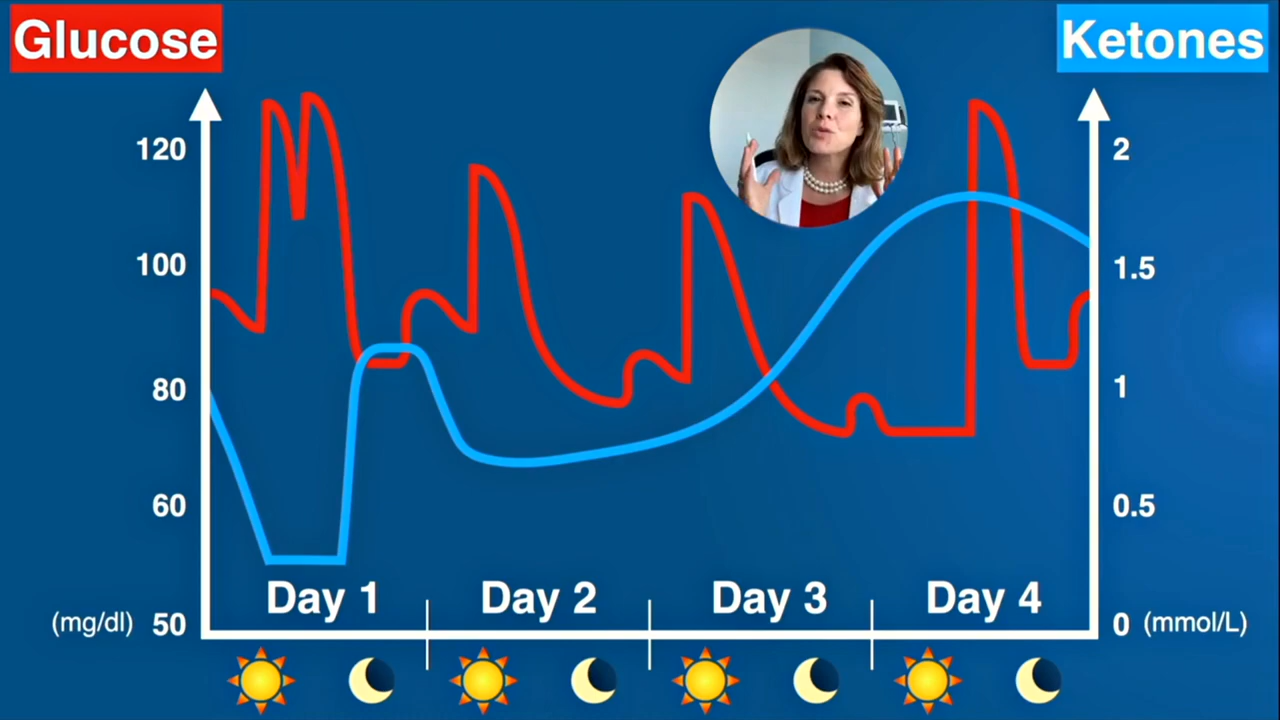 Glucose
Ketones
120
100
80
60
(mg/dl) 50
2
1.5
1
0.5
0 (mmol/L)
Day 1
Day 2
Day 3
Day 4